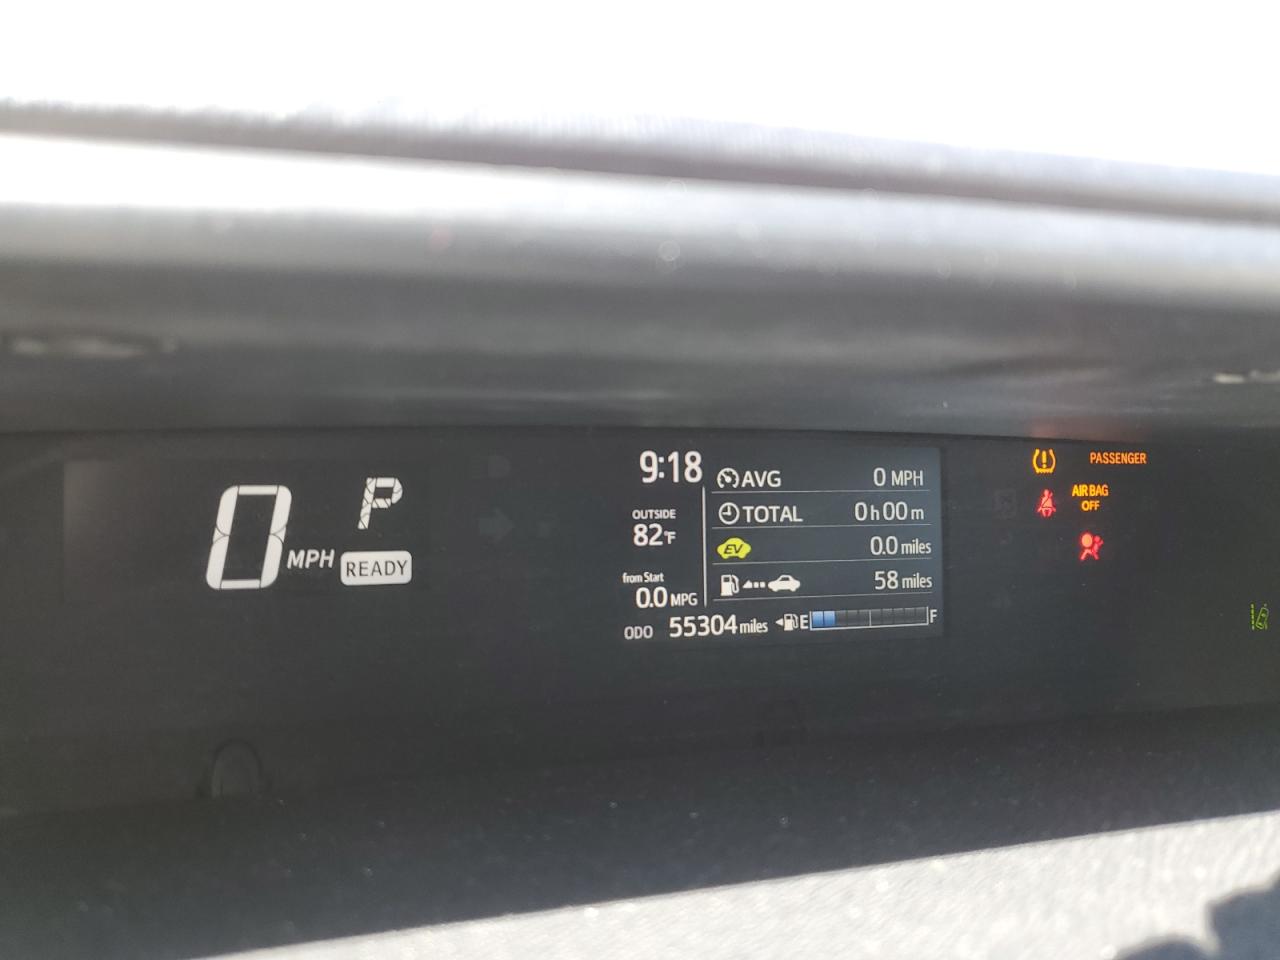 0 MPH
P
READY
9:18
OUTSIDE
82°F
from Start
0.0 MPG
AVG 0 MPH
TOTAL 0h00m
EV 0.0 miles
58 miles
ODO 55304 miles E F
PASSENGER
AIR BAG
OFF